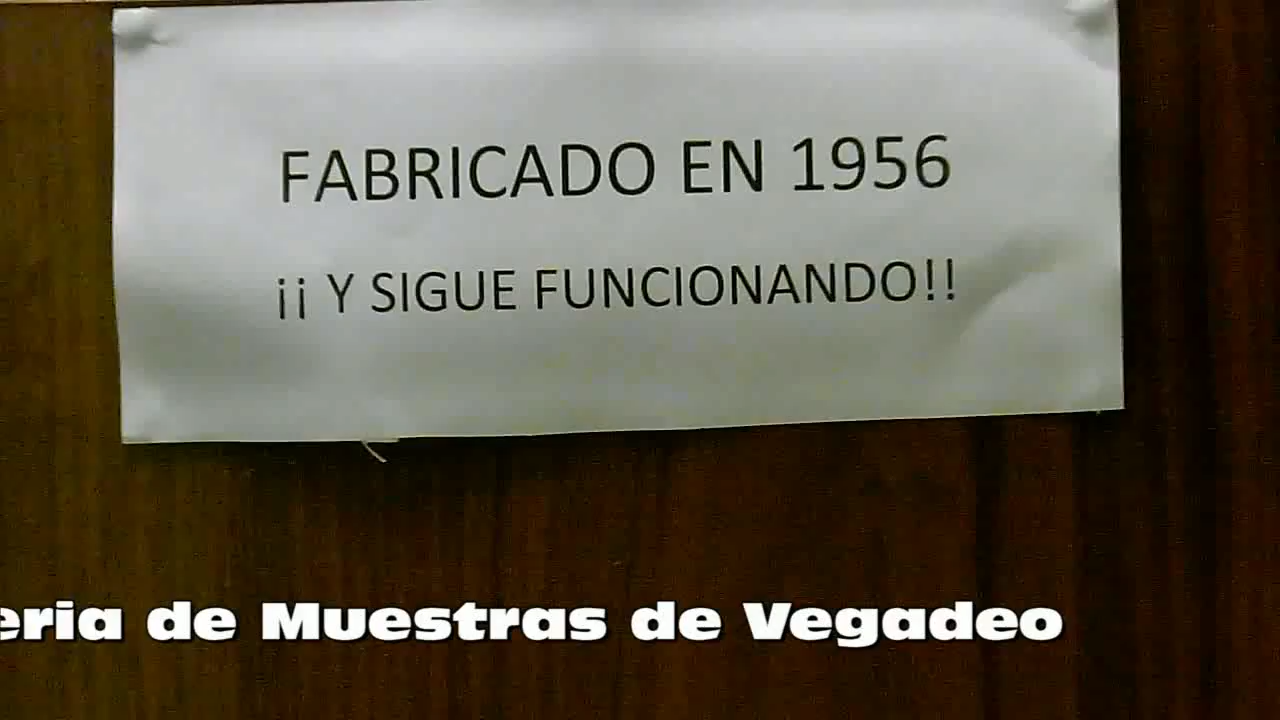 FABRICADO EN 1956
¡¡ Y SIGUE FUNCIONANDO!!
eria de Muestras de Vegadeo